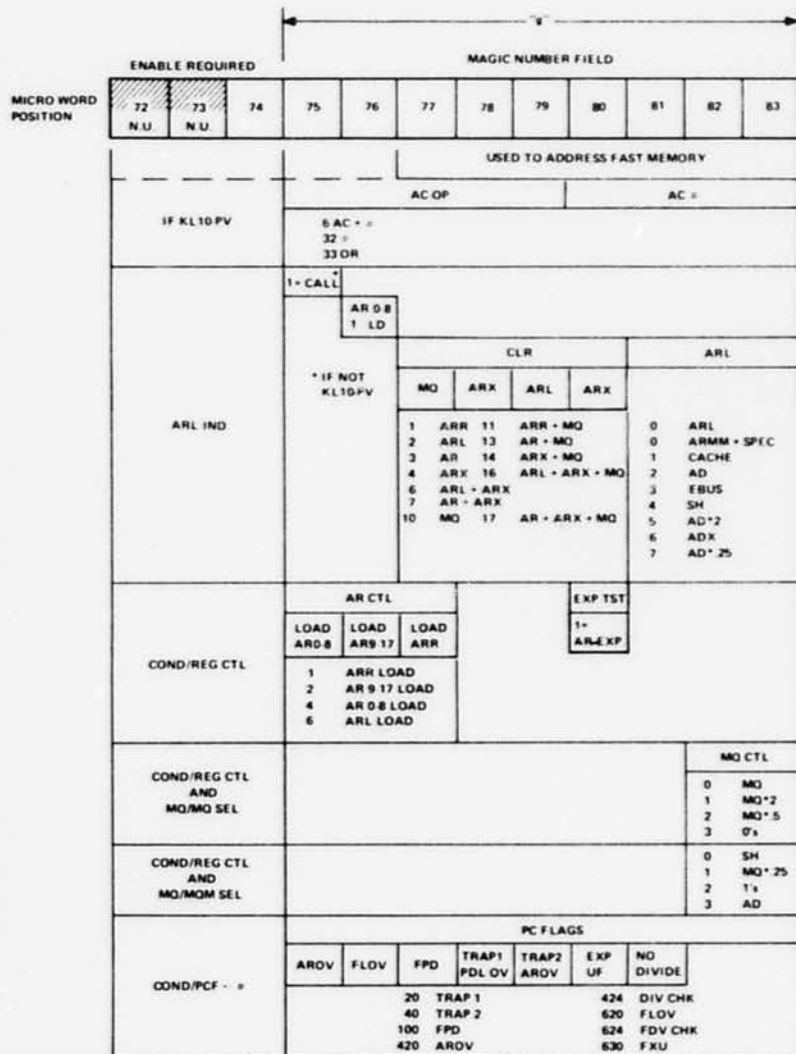 "#"
ENABLE REQUIRED
MAGIC NUMBER FIELD
MICRO WORD POSITION
72 73 74 75 76 77 78 79 80 81 82 83
N.U. N.U.
USED TO ADDRESS FAST MEMORY
IF KL10-PV
AC OP AC #
6 AC + #
32 #
33 OR
ARL IND
1= CALL*
AR 0-8
1 LD
* IF NOT
KL10-PV
CLR ARL
MQ ARX ARL ARX
1 ARR 11 ARR + MQ
2 ARL 13 AR + MQ
3 AR 14 ARX + MQ
4 ARX 16 ARL + ARX + MQ
6 ARL + ARX
7 AR + ARX
10 MQ 17 AR + ARX + MQ
0 ARL
0 ARMM + SPEC
1 CACHE
2 AD
3 EBUS
4 SH
5 AD*2
6 ADX
7 AD*.25
COND/REG CTL
AR CTL EXP TST
LOAD AR0-8 LOAD AR9-17 LOAD ARR
1= AR-EXP
1 ARR LOAD
2 AR 9-17 LOAD
4 AR 0-8 LOAD
6 ARL LOAD
COND/REG CTL
AND
MQ/MQ SEL
MQ CTL
0 MQ
1 MQ*2
2 MQ*.5
3 0's
COND/REG CTL
AND
MQ/MQM SEL
0 SH
1 MQ*.25
2 1's
3 AD
COND/PCF - #
PC FLAGS
AROV FLOV FPD TRAP1 PDL OV TRAP2 AROV EXP UF NO DIVIDE
20 TRAP 1 424 DIV CHK
40 TRAP 2 620 FLOV
100 FPD 624 FDV CHK
420 AROV 630 FXU